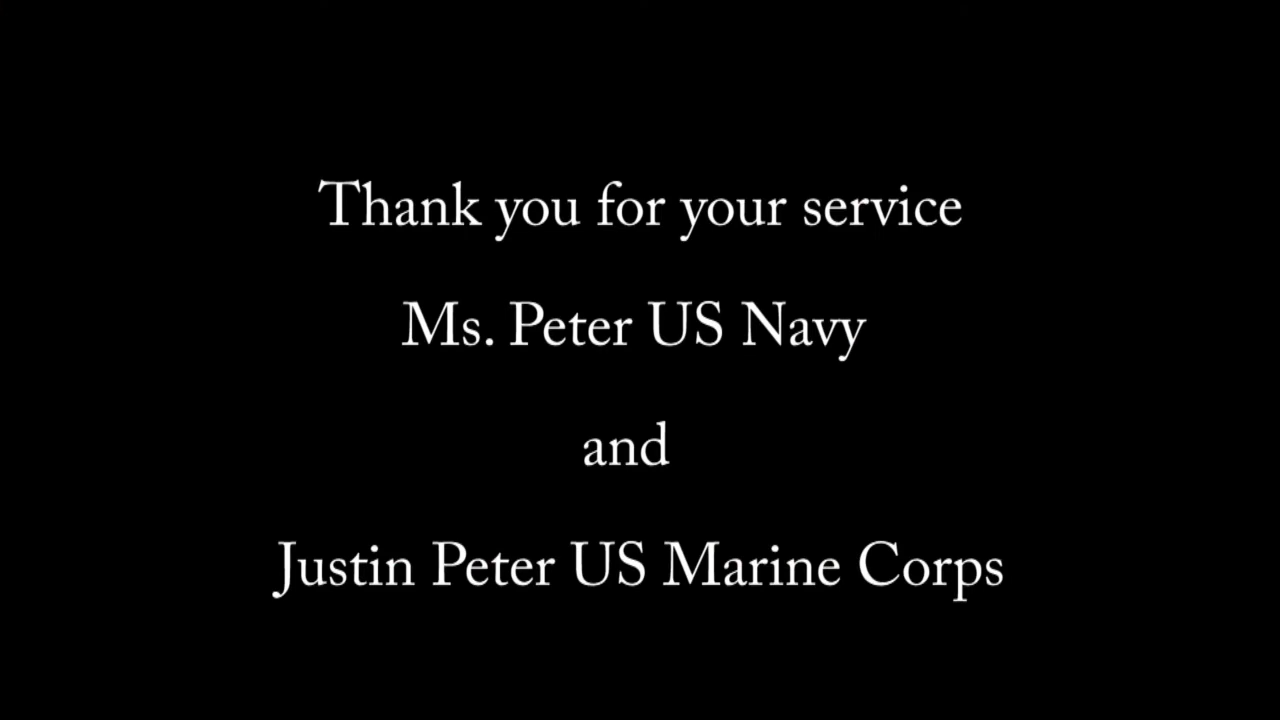 Thank you for your service
Ms. Peter US Navy
and
Justin Peter US Marine Corps